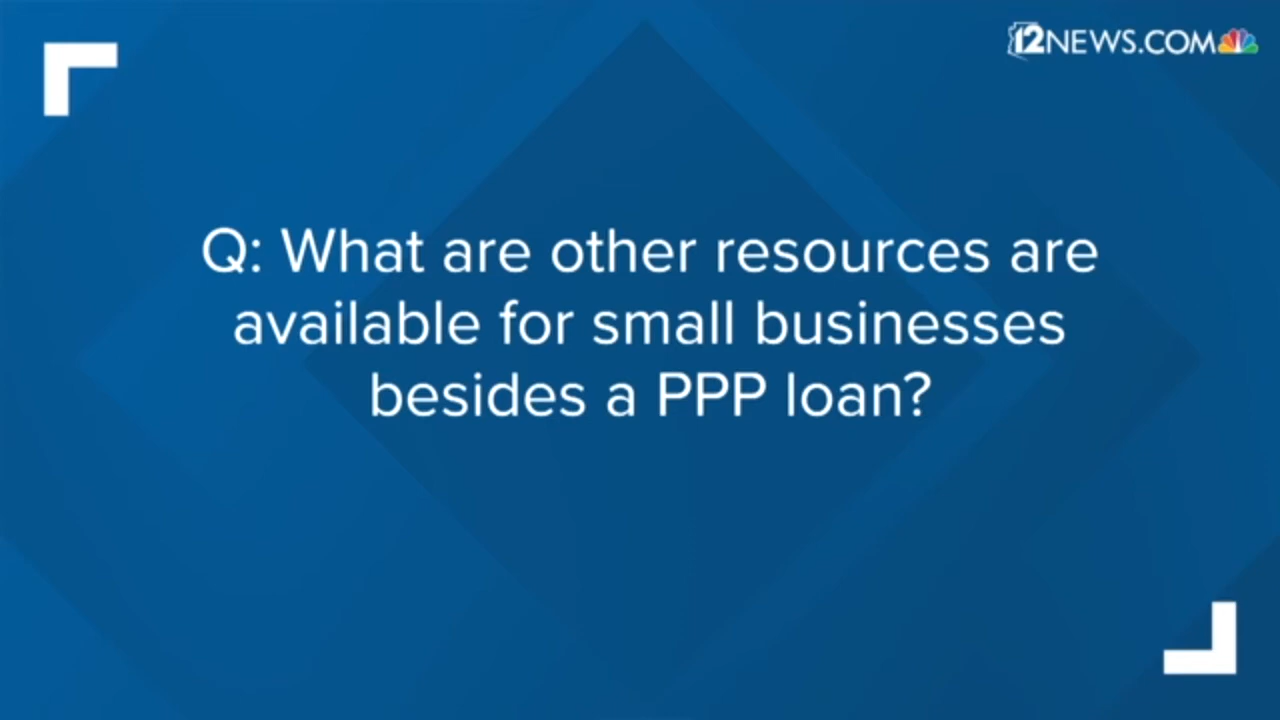 12NEWS.COM
Q: What are other resources are
available for small businesses
besides a PPP loan?